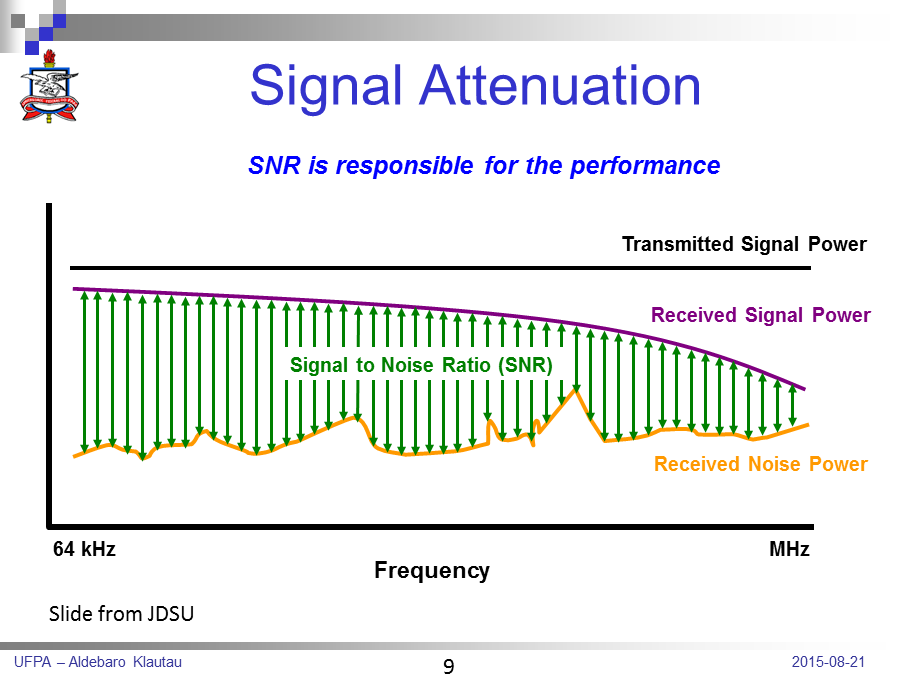 Signal Attenuation
SNR is responsible for the performance
Transmitted Signal Power
Received Signal Power
Signal to Noise Ratio (SNR)
Received Noise Power
64 kHz
MHz
Frequency
Slide from JDSU
UFPA – Aldebaro Klautau
9
2015-08-21